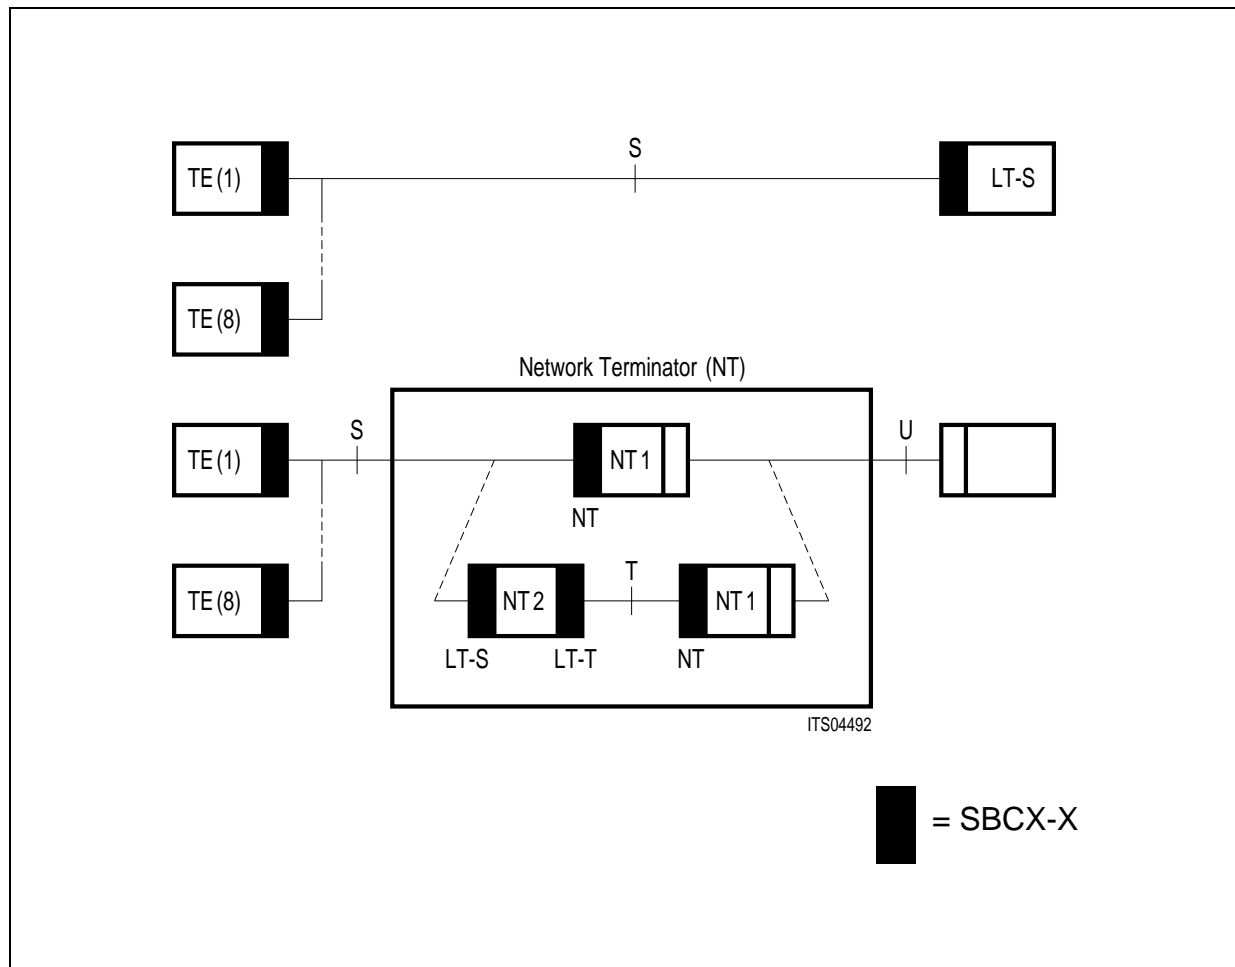 S
TE (1)
LT-S
TE (8)
Network Terminator (NT)
TE (1)
S
NT 1
U
NT
TE (8)
NT 2
T
NT 1
LT-S
LT-T
NT
ITS04492
= SBCX-X